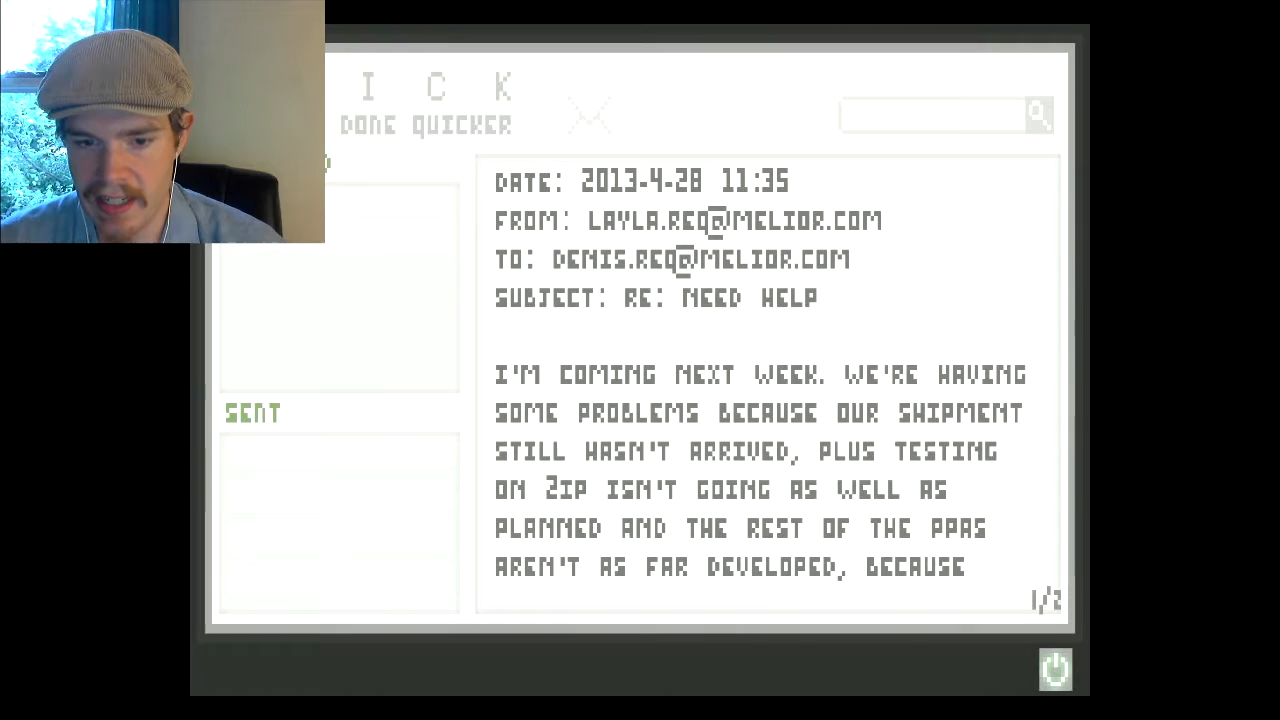 I C K
DONE QUICKER
DATE: 2013-4-28 11:35
FROM: LAYLA.REQ@MELIOR.COM
TO: DENIS.REQ@MELIOR.COM
SUBJECT: RE: NEED HELP
I'M COMING NEXT WEEK. WE'RE HAVING
SOME PROBLEMS BECAUSE OUR SHIPMENT
STILL HASN'T ARRIVED, PLUS TESTING
ON ZIP ISN'T GOING AS WELL AS
PLANNED AND THE REST OF THE PPAS
AREN'T AS FAR DEVELOPED, BECAUSE
1/2
SENT